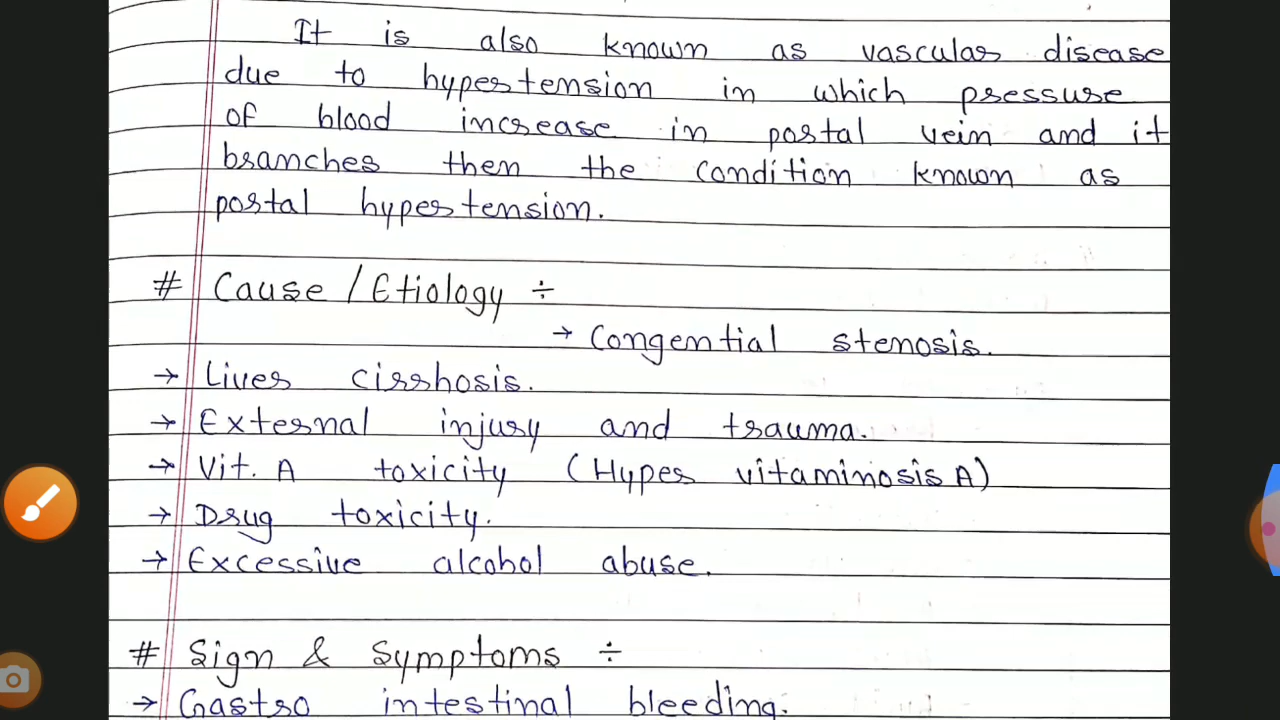 It is also known as vascular disease
due to hypertension in which pressure
of blood increase in portal vein and it
branches then the condition known as
portal hypertension.
# Cause / Etiology ÷
→ Congential stenosis.
→ Liver cirrhosis.
→ External injury and trauma.
→ Vit. A toxicity (Hyper vitaminosis A)
→ Drug toxicity.
→ Excessive alcohol abuse.
# Sign & Symptoms ÷
→ Gastro intestinal bleeding.